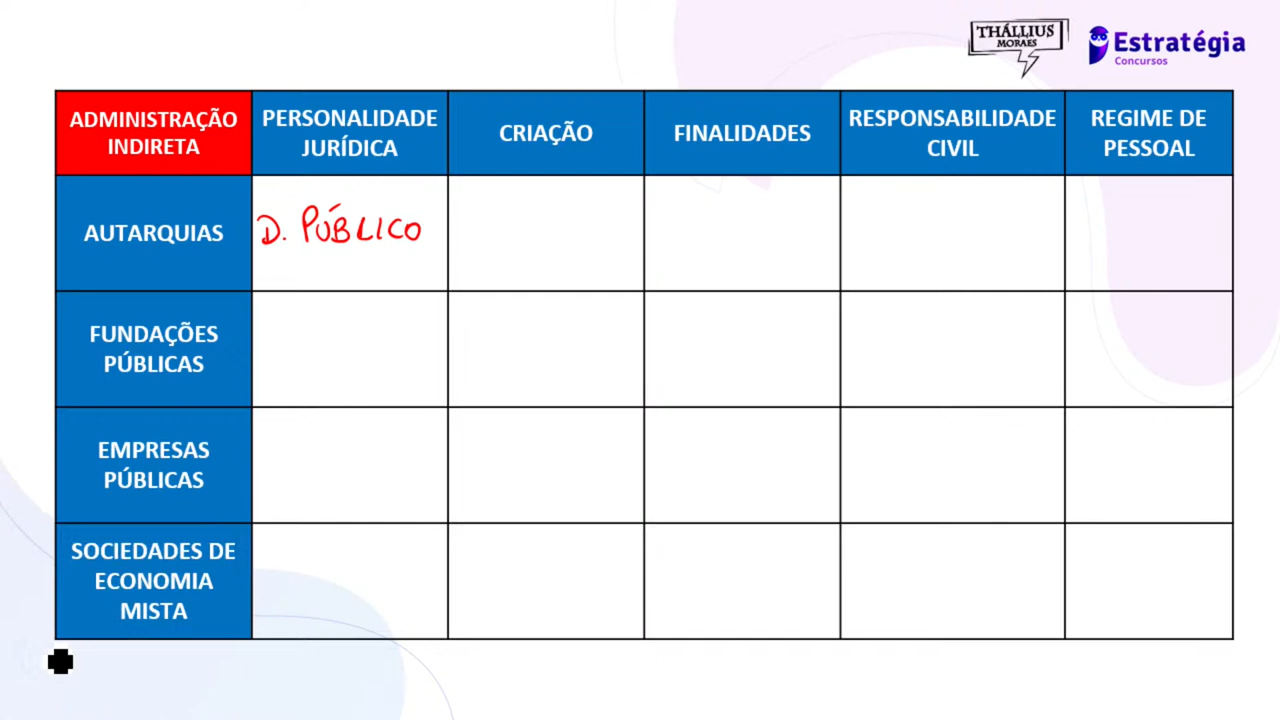 THÁLLIUS
MORAES
Estratégia
Concursos
ADMINISTRAÇÃO
INDIRETA
PERSONALIDADE
JURÍDICA
CRIAÇÃO
FINALIDADES
RESPONSABILIDADE
CIVIL
REGIME DE
PESSOAL
AUTARQUIAS
D. PÚBLICO
FUNDAÇÕES
PÚBLICAS
EMPRESAS
PÚBLICAS
SOCIEDADES DE
ECONOMIA
MISTA